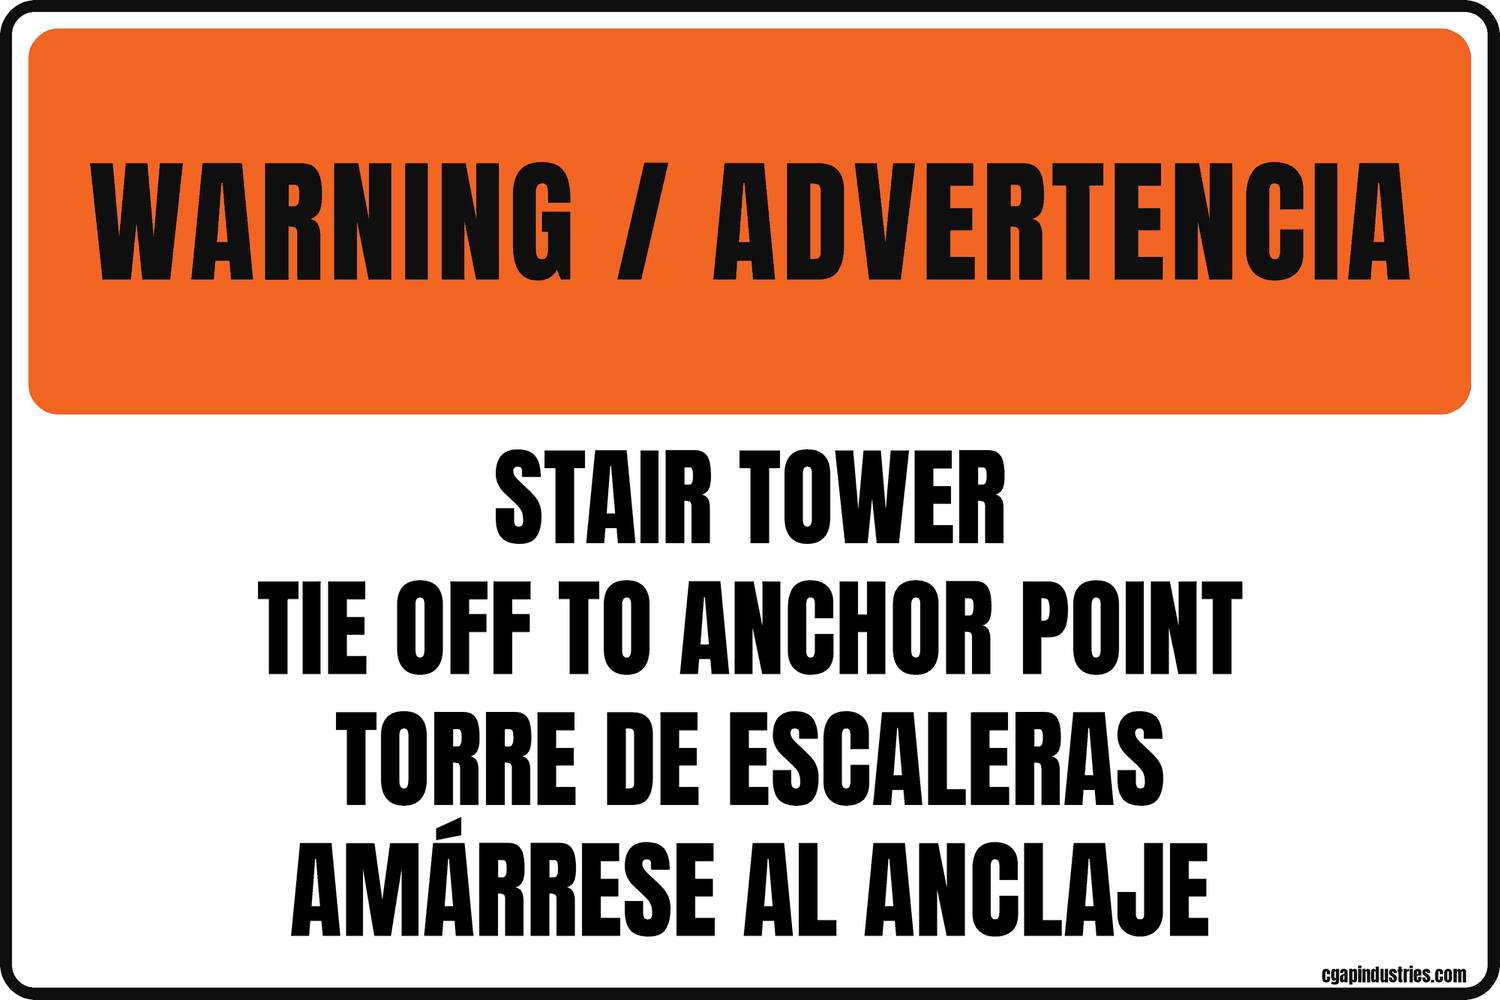 WARNING / ADVERTENCIA
STAIR TOWER
TIE OFF TO ANCHOR POINT
TORRE DE ESCALERAS
AMÁRRESE AL ANCLAJE
cgapindustries.com